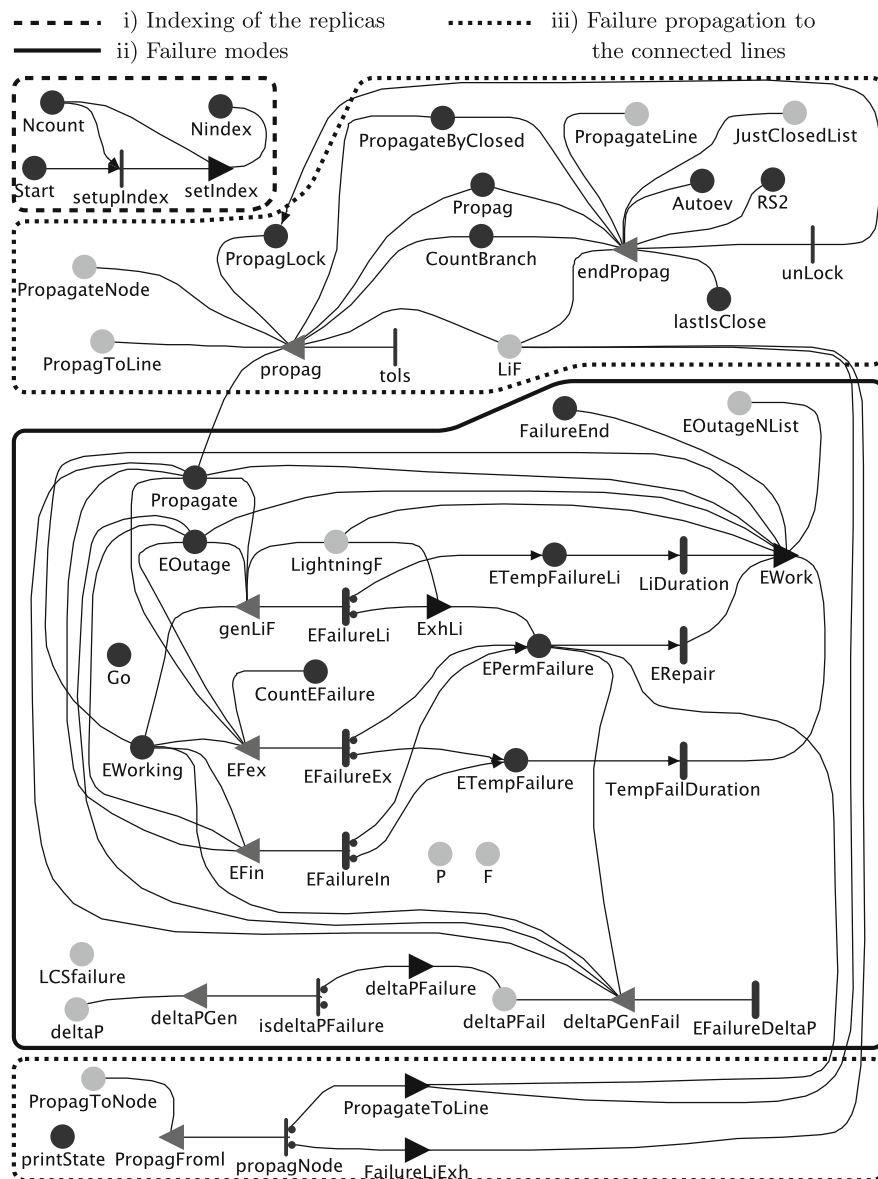 i) Indexing of the replicas
iii) Failure propagation to
ii) Failure modes
the connected lines
Ncount
Nindex
PropagateByClosed
PropagateLine
JustClosedList
Start
setupIndex
setIndex
Propag
Autoev
RS2
PropagLock
CountBranch
endPropag
unLock
PropagateNode
lastIsClose
PropagToLine
propag
tols
LiF
FailureEnd
EOutageNList
Propagate
EOutage
LightningF
ETempFailureLi
LiDuration
EWork
genLiF
EFailureLi
ExhLi
Go
CountEFailure
EPermFailure
ERepair
EWorking
EFex
EFailureEx
ETempFailure
TempFailDuration
EFin
EFailureIn
P
F
LCSfailure
deltaP
deltaPGen
isdeltaPFailure
deltaPFailure
deltaPFail
deltaPGenFail
EFailureDeltaP
PropagToNode
PropagateToLine
printState
PropagFroml
propagNode
FailureLiExh